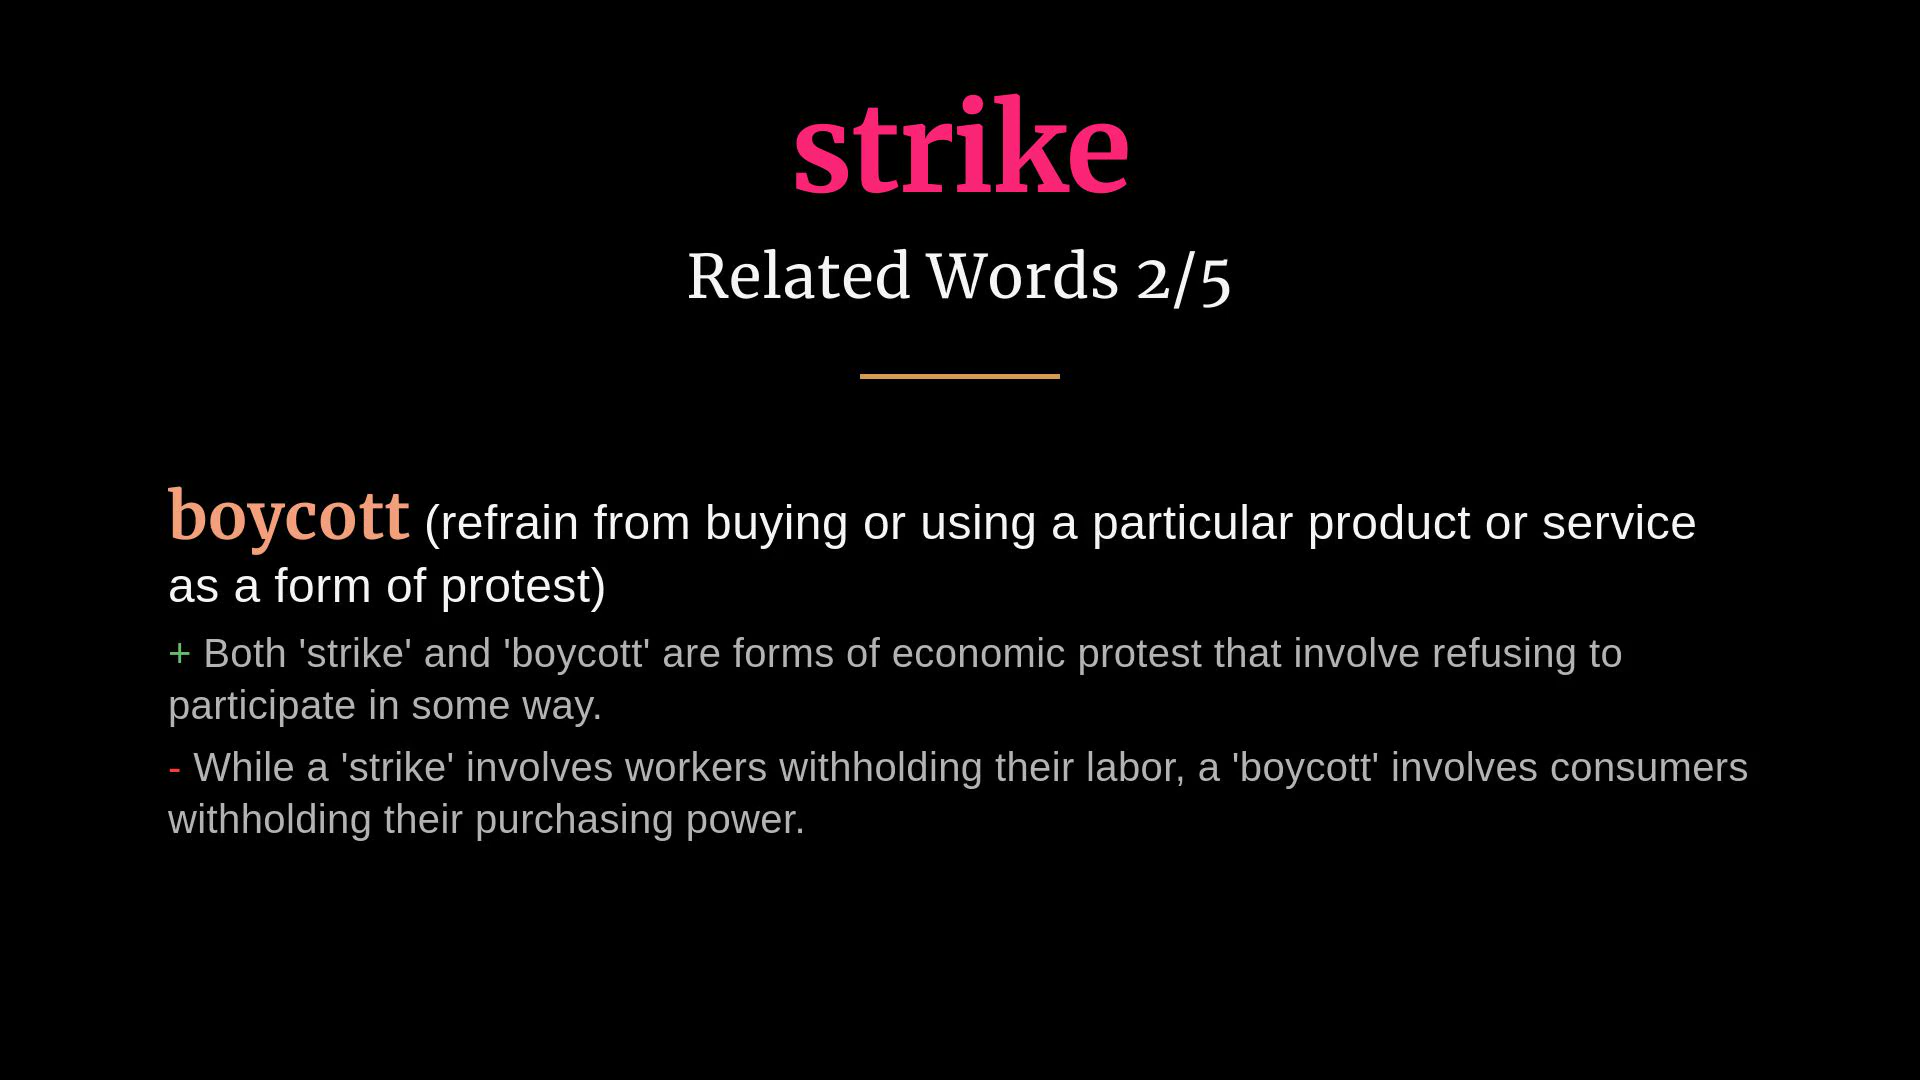 strike
Related Words 2/5
boycott (refrain from buying or using a particular product or service
as a form of protest)
+ Both 'strike' and 'boycott' are forms of economic protest that involve refusing to
participate in some way.
- While a 'strike' involves workers withholding their labor, a 'boycott' involves consumers
withholding their purchasing power.